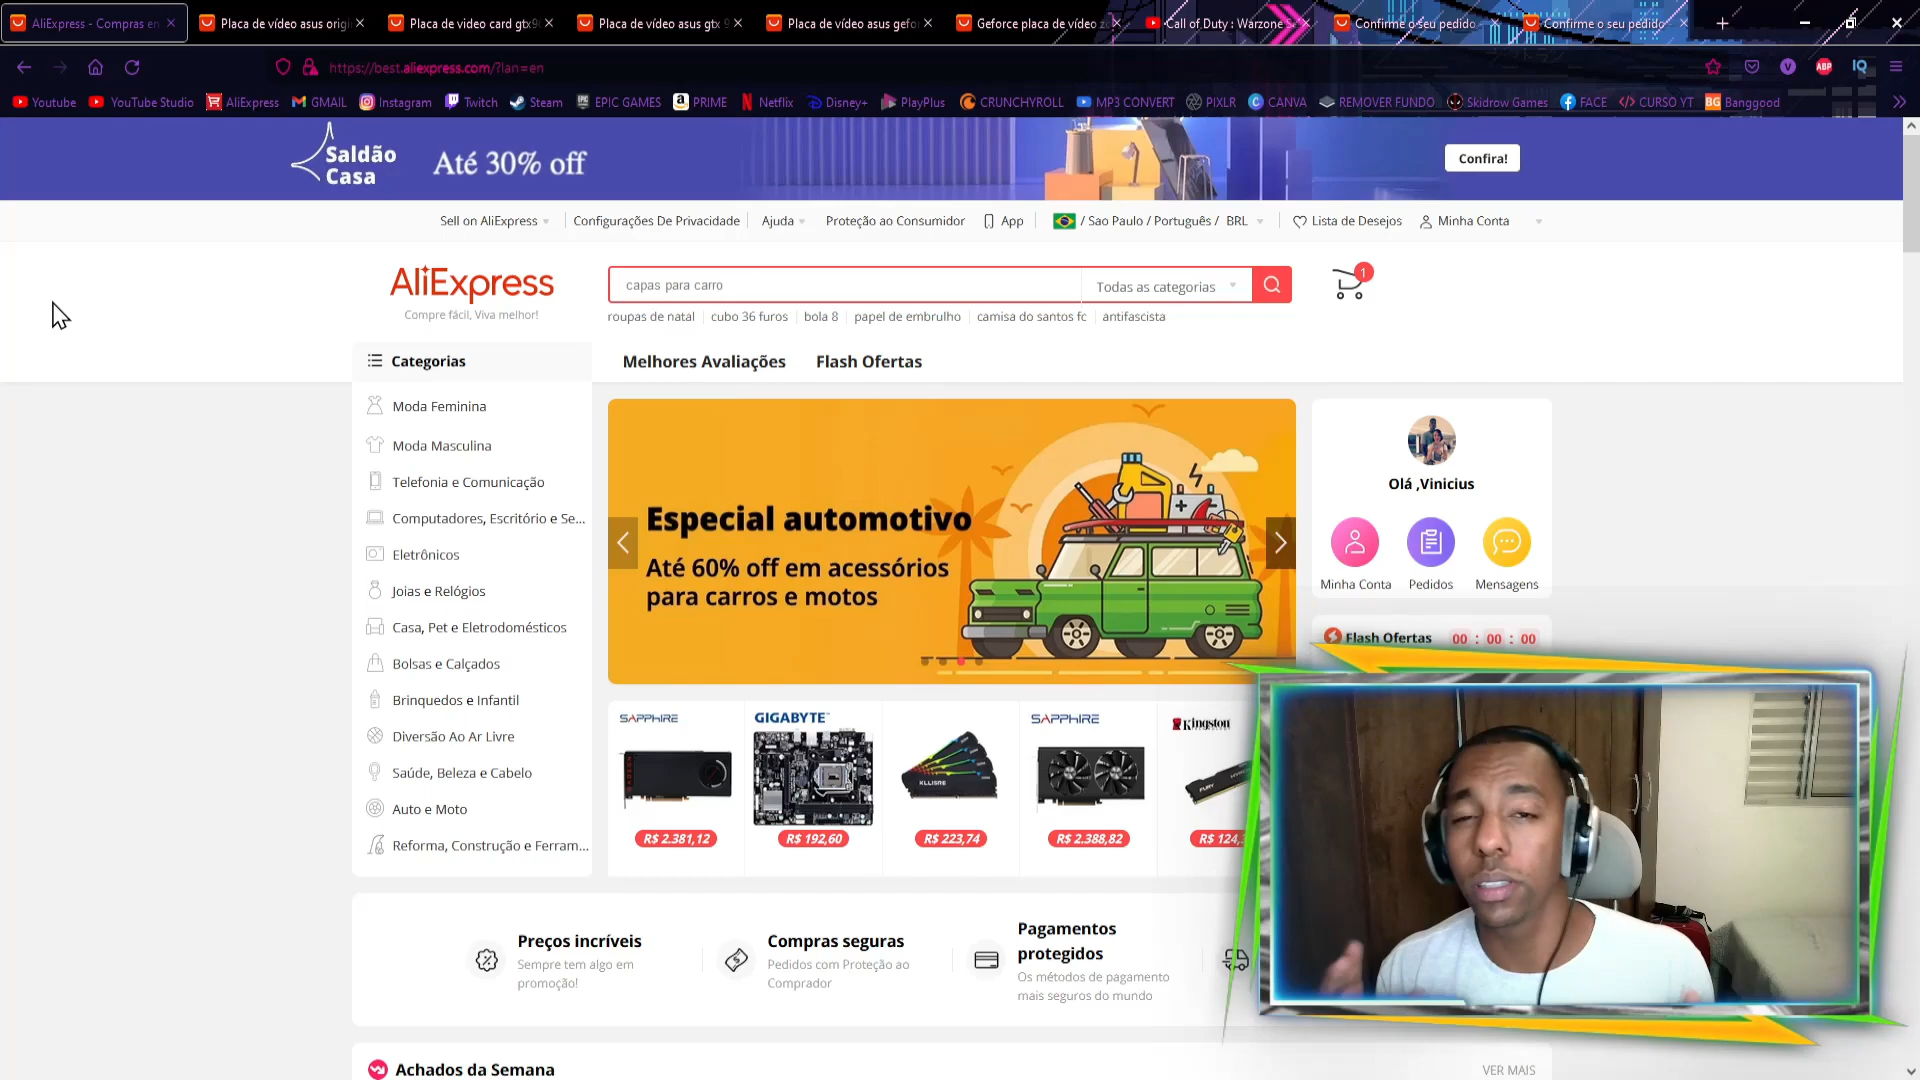 AliExpress - Compras en
Placa de vídeo asus origi
Placa de video card gtx9
Placa de vídeo asus gtx 9
Placa de vídeo asus gefo
Geforce placa de vídeo z
Call of Duty : Warzone
Confirme o seu pedido
Confirme o seu pedido
https://best.aliexpress.com/?lan=en
V
ABP
IQ
Youtube
YouTube Studio
AliExpress
GMAIL
Instagram
Twitch
Steam
EPIC GAMES
PRIME
Netflix
Disney+
PlayPlus
CRUNCHYROLL
MP3 CONVERT
PIXLR
CANVA
REMOVER FUNDO
Skidrow Games
FACE
CURSO YT
BG Banggood
Saldão
Casa
Até 30% off
Confira!
Sell on AliExpress
Configurações De Privacidade
Ajuda
Proteção ao Consumidor
App
/ Sao Paulo / Português / BRL
Lista de Desejos
Minha Conta
AliExpress
Compre fácil, Viva melhor!
capas para carro
Todas as categorias
1
roupas de natal
cubo 36 furos
bola 8
papel de embrulho
camisa do santos fc
antifascista
Categorias
Melhores Avaliações
Flash Ofertas
Moda Feminina
Moda Masculina
Telefonia e Comunicação
Computadores, Escritório e Se...
Eletrônicos
Joias e Relógios
Casa, Pet e Eletrodomésticos
Bolsas e Calçados
Brinquedos e Infantil
Diversão Ao Ar Livre
Saúde, Beleza e Cabelo
Auto e Moto
Reforma, Construção e Ferram...
Especial automotivo
Até 60% off em acessórios
para carros e motos
Olá ,Vinicius
Minha Conta
Pedidos
Mensagens
Flash Ofertas
00 : 00 : 00
SAPPHIRE
R$ 2.381,12
GIGABYTE
R$ 192,60
XLLISRE
R$ 223,74
SAPPHIRE
R$ 2.388,82
Kingston
FURY
R$ 124,
Preços incríveis
Sempre tem algo em
promoção!
Compras seguras
Pedidos com Proteção ao
Comprador
Pagamentos
protegidos
Os métodos de pagamento
mais seguros do mundo
Achados da Semana
VER MAIS